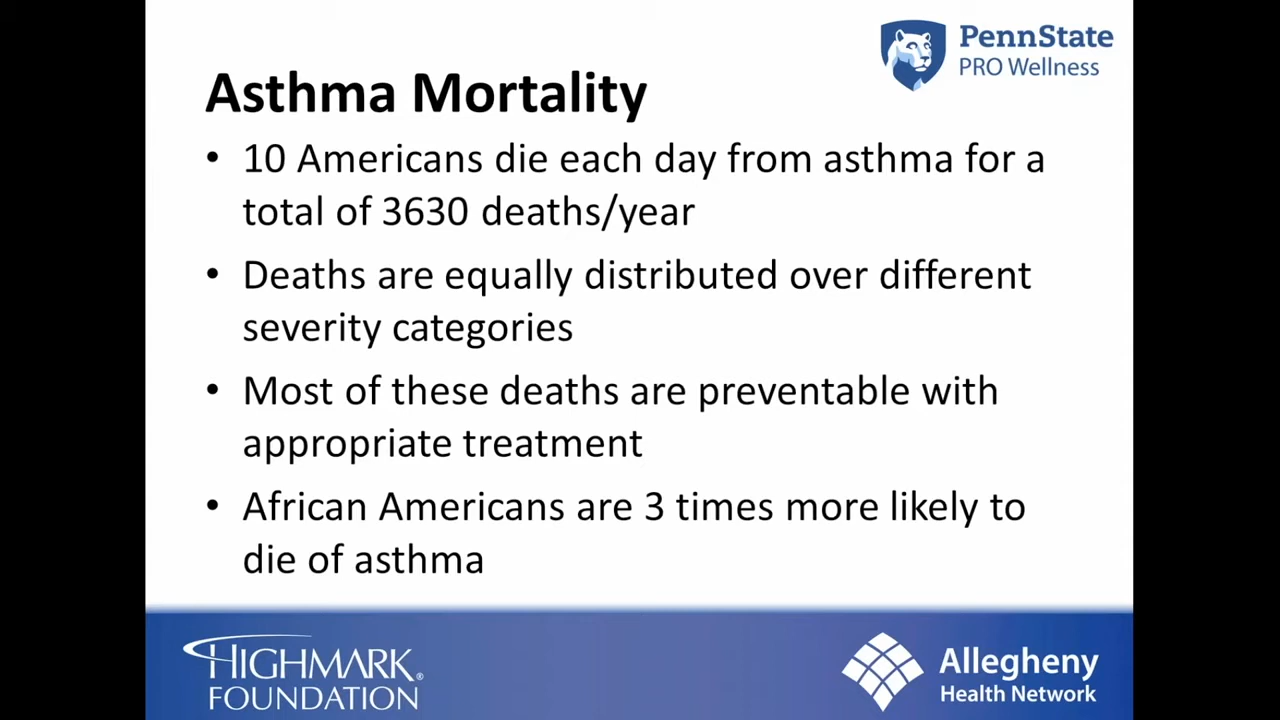 PennState
PRO Wellness
Asthma Mortality
• 10 Americans die each day from asthma for a
total of 3630 deaths/year
• Deaths are equally distributed over different
severity categories
• Most of these deaths are preventable with
appropriate treatment
• African Americans are 3 times more likely to
die of asthma
HIGHMARK®
FOUNDATION
Allegheny
Health Network